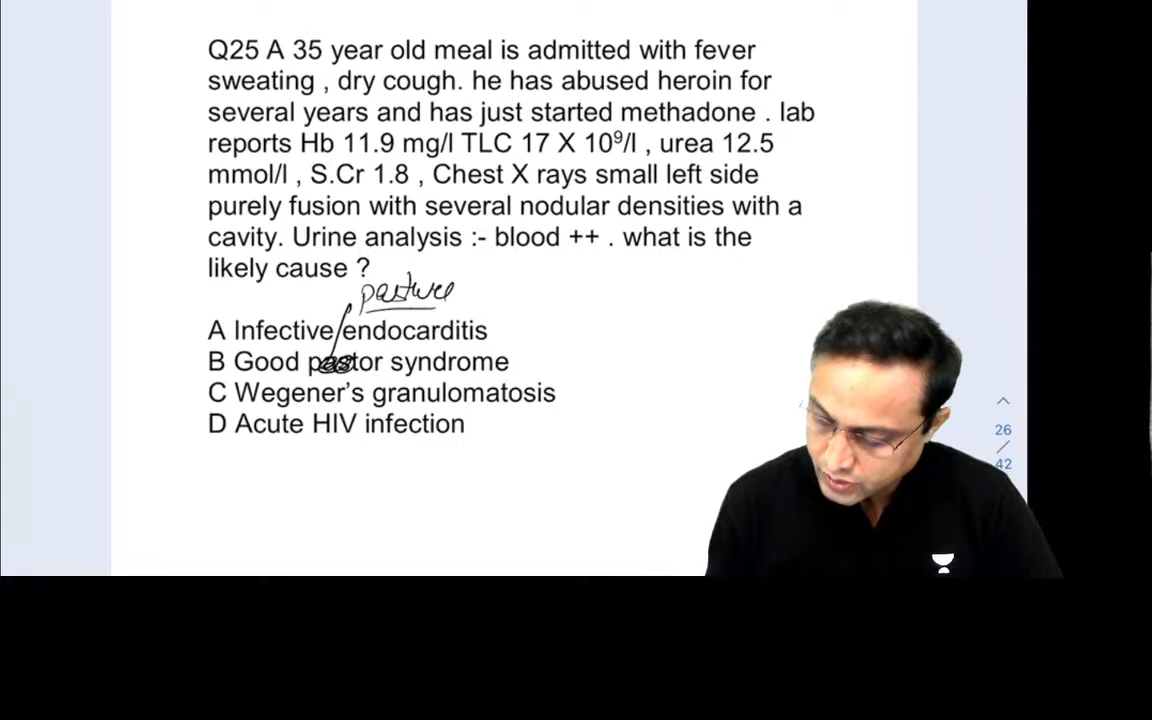 Q25 A 35 year old meal is admitted with fever
sweating , dry cough. he has abused heroin for
several years and has just started methadone . lab
reports Hb 11.9 mg/l TLC 17 X 10⁹/l , urea 12.5
mmol/l , S.Cr 1.8 , Chest X rays small left side
purely fusion with several nodular densities with a
cavity. Urine analysis :- blood ++ . what is the
likely cause ?
pasture
A Infective endocarditis
B Good pastor syndrome
C Wegener's granulomatosis
D Acute HIV infection
26
/
42